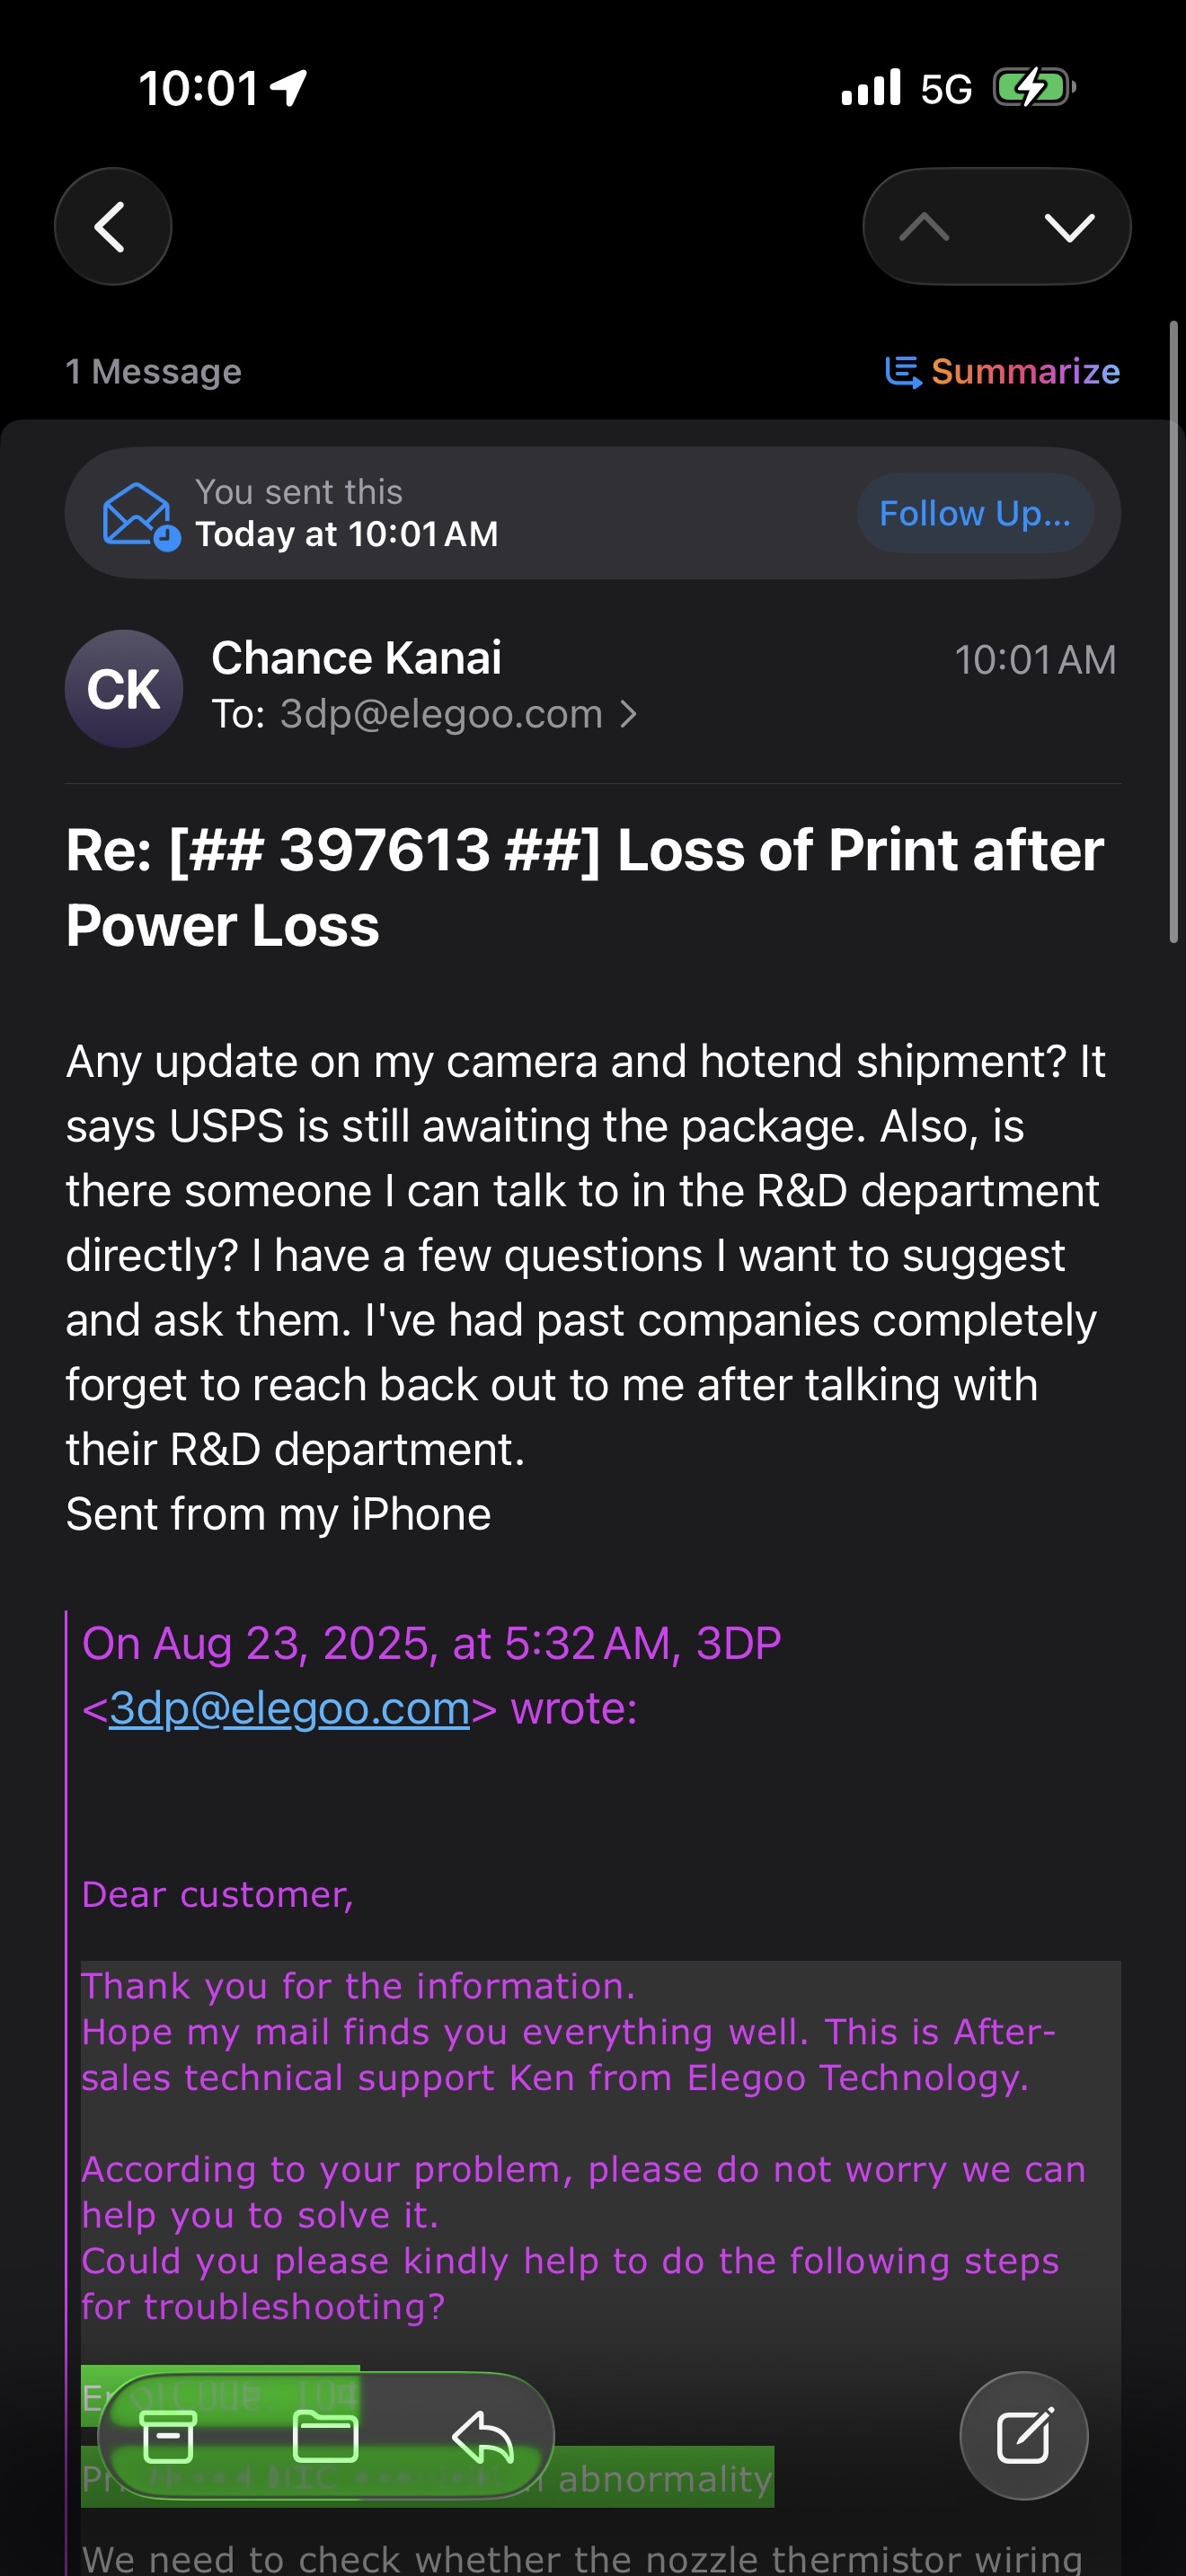 10:01
5G
1 Message
Summarize
You sent this
Today at 10:01 AM
Follow Up...
CK
Chance Kanai
10:01 AM
To: 3dp@elegoo.com
Re: [## 397613 ##] Loss of Print after
Power Loss
Any update on my camera and hotend shipment? It
says USPS is still awaiting the package. Also, is
there someone I can talk to in the R&D department
directly? I have a few questions I want to suggest
and ask them. I've had past companies completely
forget to reach back out to me after talking with
their R&D department.
Sent from my iPhone
On Aug 23, 2025, at 5:32 AM, 3DP
<3dp@elegoo.com> wrote:
Dear customer,
Thank you for the information.
Hope my mail finds you everything well. This is After-
sales technical support Ken from Elegoo Technology.
According to your problem, please do not worry we can
help you to solve it.
Could you please kindly help to do the following steps
for troubleshooting?
abnormality
We need to check whether the nozzle thermistor wiring